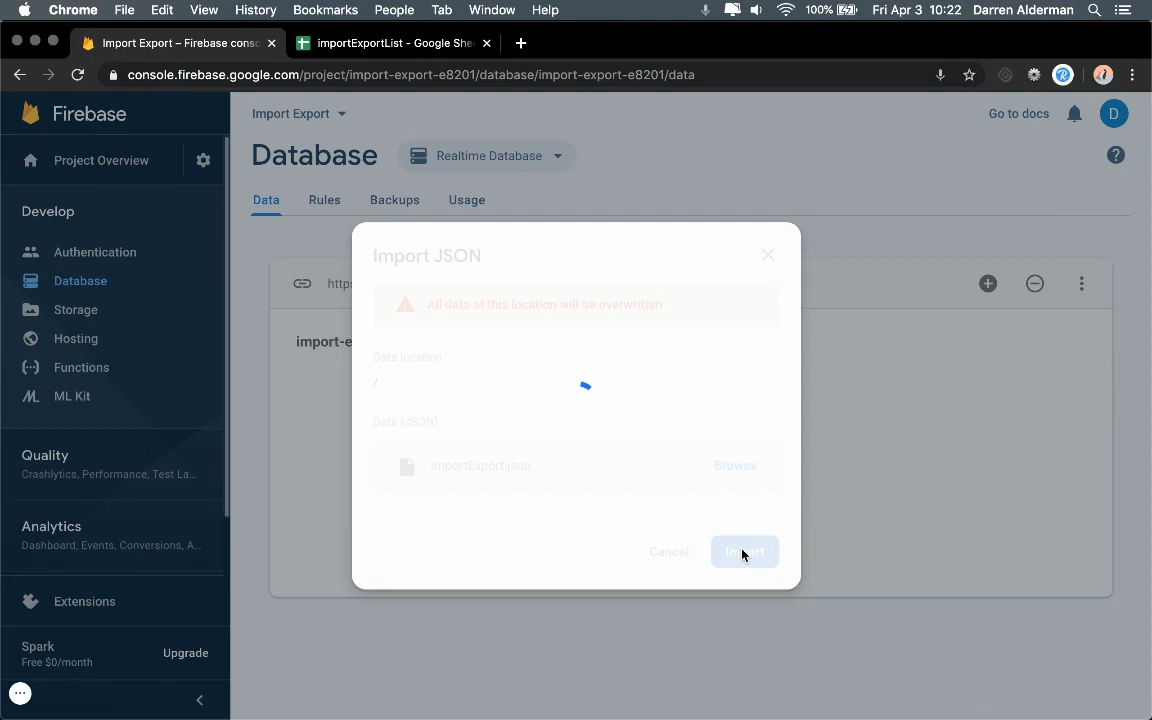 Chrome File Edit View History Bookmarks People Tab Window Help 100% Fri Apr 3 10:22 Darren Alderman
Import Export – Firebase conso importExportList - Google She
console.firebase.google.com/project/import-export-e8201/database/import-export-e8201/data
Firebase
Import Export
Go to docs
D
Project Overview
Database
Realtime Database
Data Rules Backups Usage
Develop
Authentication
Database
Storage
Hosting
Functions
ML Kit
Quality
Crashlytics, Performance, Test La...
Analytics
Dashboard, Events, Conversions, A...
Extensions
Spark
Free $0/month
Upgrade
http
import-e
Import JSON
All data at this location will be overwritten
Data location
/
Data (JSON)
importExport.json
Browse
Cancel
Import